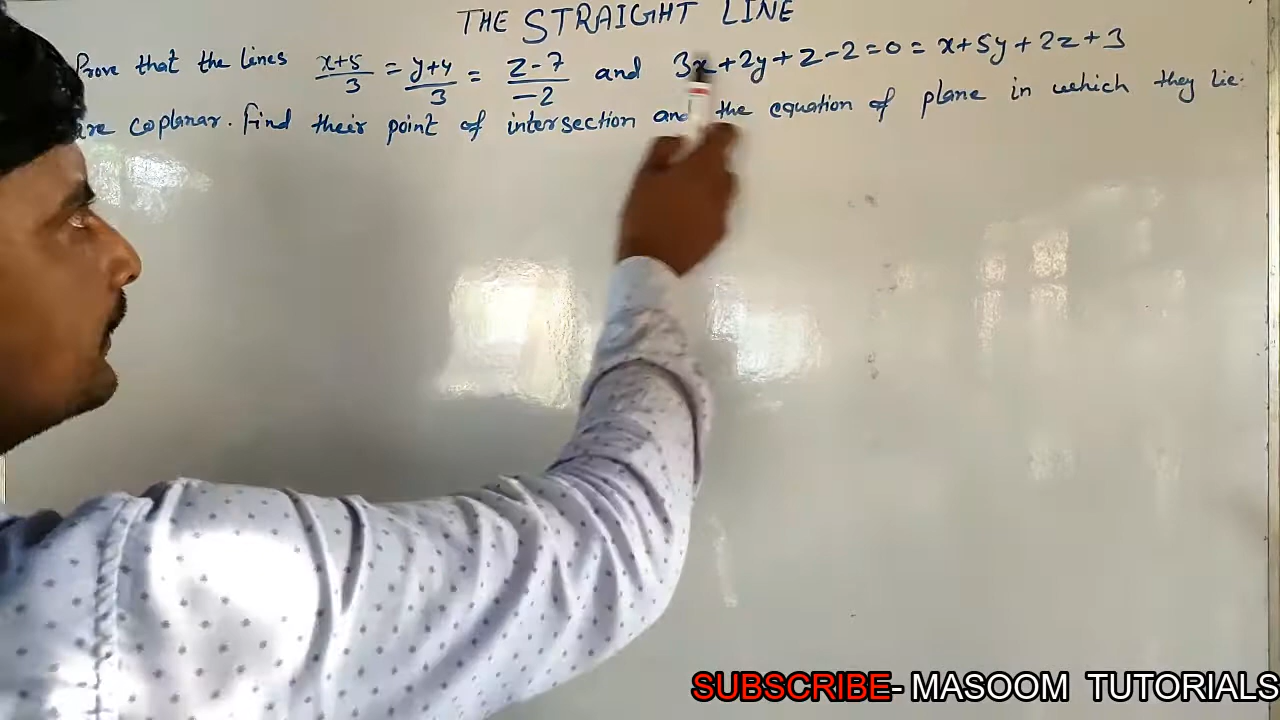 THE STRAIGHT LINE
Prove that the lines x+5/3 = y+4/3 = z-7/-2 and 3x+2y+z-2=0= x+5y+2z+3
are coplanar. Find their point of intersection and the equation of plane in which they lie.
SUBSCRIBE- MASOOM TUTORIALS